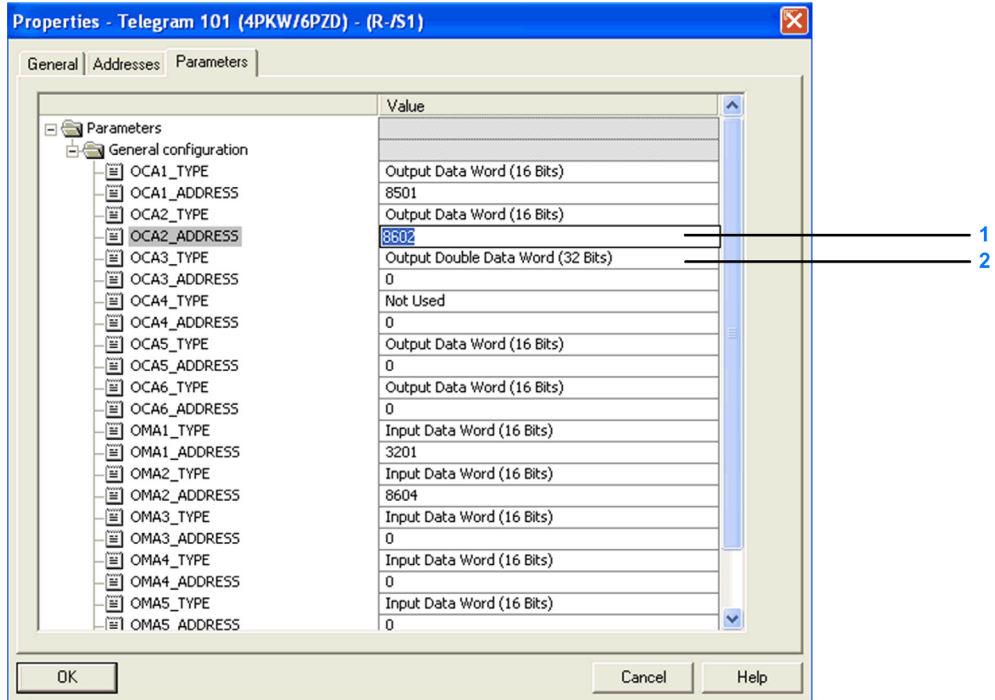 Properties - Telegram 101 (4PKW/6PZD) - (R-/S1)
General Addresses Parameters
Value
Parameters
General configuration
OCA1_TYPE Output Data Word (16 Bits)
OCA1_ADDRESS 8501
OCA2_TYPE Output Data Word (16 Bits)
OCA2_ADDRESS 8602 1
OCA3_TYPE Output Double Data Word (32 Bits) 2
OCA3_ADDRESS 0
OCA4_TYPE Not Used
OCA4_ADDRESS 0
OCA5_TYPE Output Data Word (16 Bits)
OCA5_ADDRESS 0
OCA6_TYPE Output Data Word (16 Bits)
OCA6_ADDRESS 0
OMA1_TYPE Input Data Word (16 Bits)
OMA1_ADDRESS 3201
OMA2_TYPE Input Data Word (16 Bits)
OMA2_ADDRESS 8604
OMA3_TYPE Input Data Word (16 Bits)
OMA3_ADDRESS 0
OMA4_TYPE Input Data Word (16 Bits)
OMA4_ADDRESS 0
OMA5_TYPE Input Data Word (16 Bits)
OMA5_ADDRESS 0
OK Cancel Help